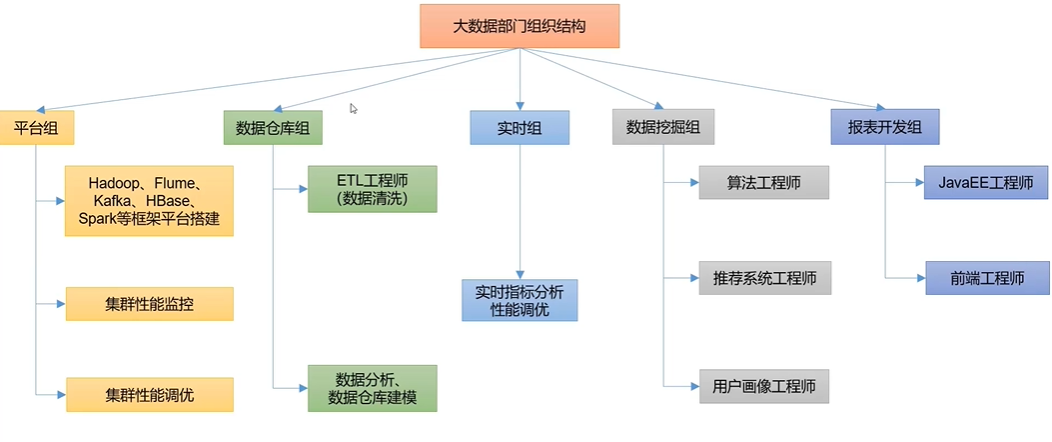 大数据部门组织结构
平台组
数据仓库组
实时组
数据挖掘组
报表开发组
Hadoop、Flume、
Kafka、HBase、
Spark等框架平台搭建
ETL工程师
(数据清洗)
算法工程师
JavaEE工程师
集群性能监控
实时指标分析
性能调优
推荐系统工程师
前端工程师
集群性能调优
数据分析、
数据仓库建模
用户画像工程师